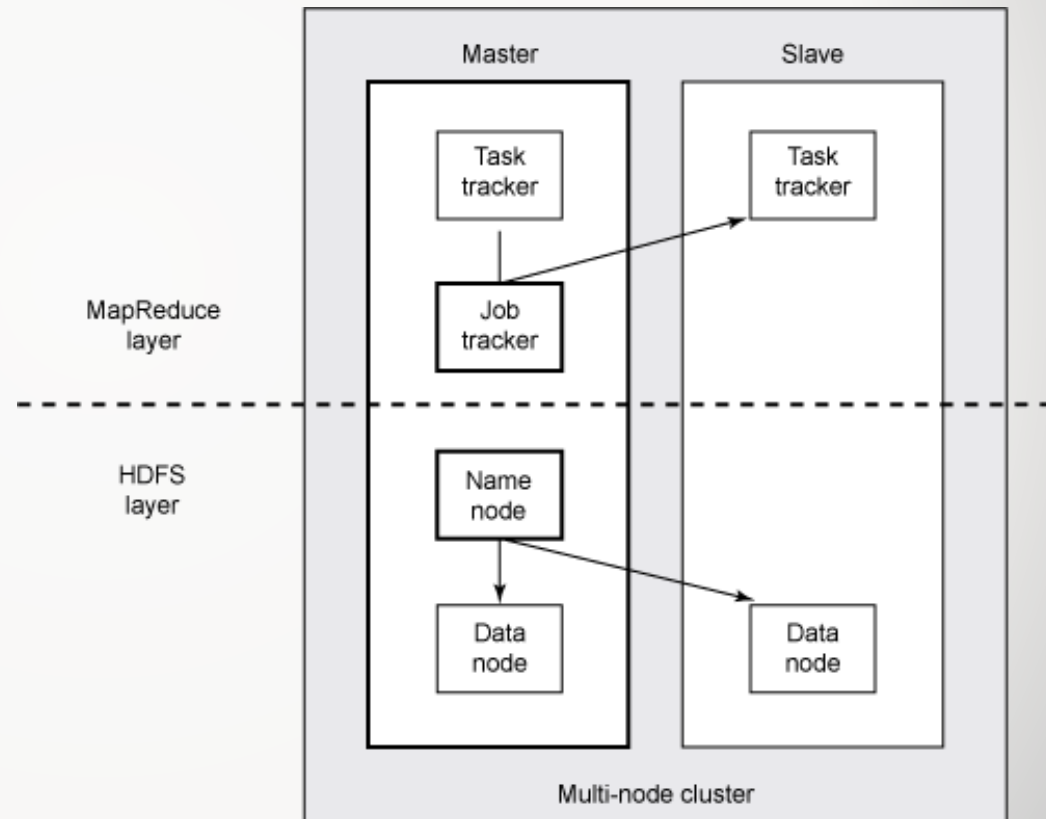 Master
Slave
Task
tracker
Task
tracker
MapReduce
layer
Job
tracker
HDFS
layer
Name
node
Data
node
Data
node
Multi-node cluster